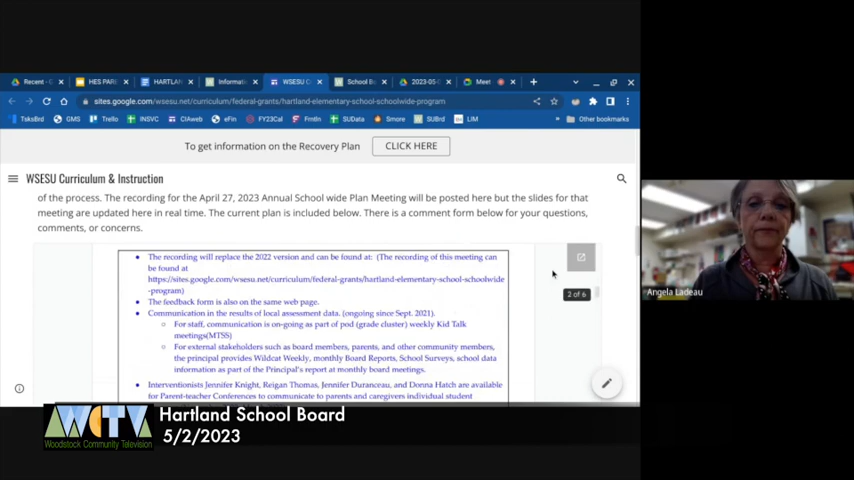 Recent - G
HES PARE
HARTLAN
Informati
WSESU C
School Bo
2023-05-0
Meet
sites.google.com/wsesu.net/curriculum/federal-grants/hartland-elementary-school-schoolwide-program
TsksBrd
GMS
Trello
INSVC
CIAweb
eFin
FY23Cal
Frntln
SUData
Smore
SUBrd
LIM
»
Other bookmarks
To get information on the Recovery Plan
CLICK HERE
WSESU Curriculum & Instruction
of the process. The recording for the April 27, 2023 Annual School wide Plan Meeting will be posted here but the slides for that
meeting are updated here in real time. The current plan is included below. There is a comment form below for your questions,
comments, or concerns.
The recording will replace the 2022 version and can be found at: (The recording of this meeting can
be found at
https://sites.google.com/wsesu.net/curriculum/federal-grants/hartland-elementary-school-schoolwide
-program)
The feedback form is also on the same web page.
Communication in the results of local assessment data. (ongoing since Sept. 2021).
For staff, communication is on-going as part of pod (grade cluster) weekly Kid Talk
meetings(MTSS)
For external stakeholders such as board members, parents, and other community members,
the principal provides Wildcat Weekly, monthly Board Reports, School Surveys, school data
information as part of the Principal's report at monthly board meetings.
Interventionists Jennifer Knight, Reigan Thomas, Jennifer Duranceau, and Donna Hatch are available
for Parent-teacher Conferences to communicate to parents and caregivers individual student
2 of 6
Angela Ladeau
WCTV
Woodstock Community Television
Hartland School Board
5/2/2023